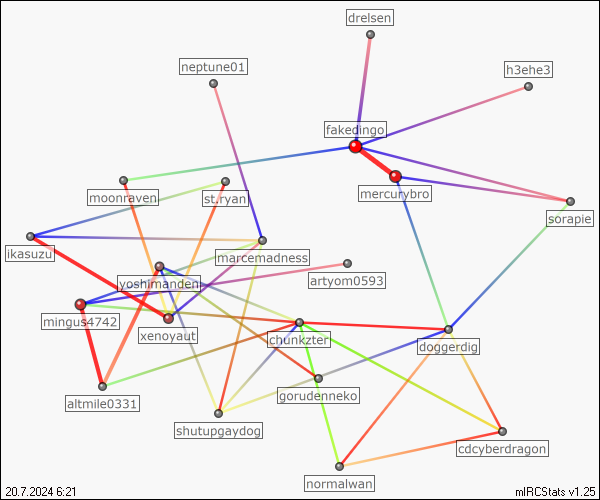 drelsen
neptune01
h3ehe3
fakedingo
moonraven
st.ryan
mercurybro
sorapie
ikasuzu
marcemadness
yoshimanden
artyom0593
mingus4742
xenoyaut
chunkzter
doggerdig
altmile0331
gorudenneko
shutupgaydog
cdcyberdragon
normalwan
20.7.2024 6:21
mIRCStats v1.25